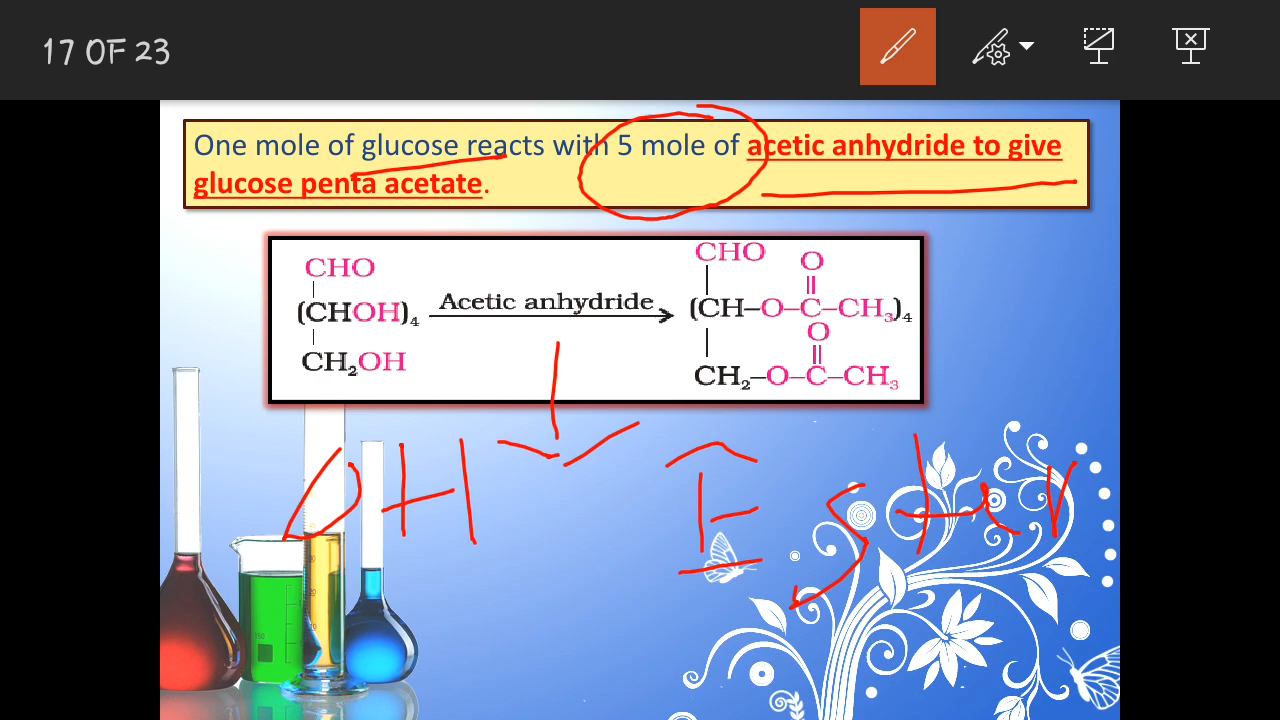 17 OF 23
One mole of glucose reacts with 5 mole of acetic anhydride to give
glucose penta acetate.
CHO
(CHOH)₄
CH₂OH
Acetic anhydride
CHO
O
(CH–O–C–CH₃)₄
O
CH₂–O–C–CH₃
OH
Ester
150